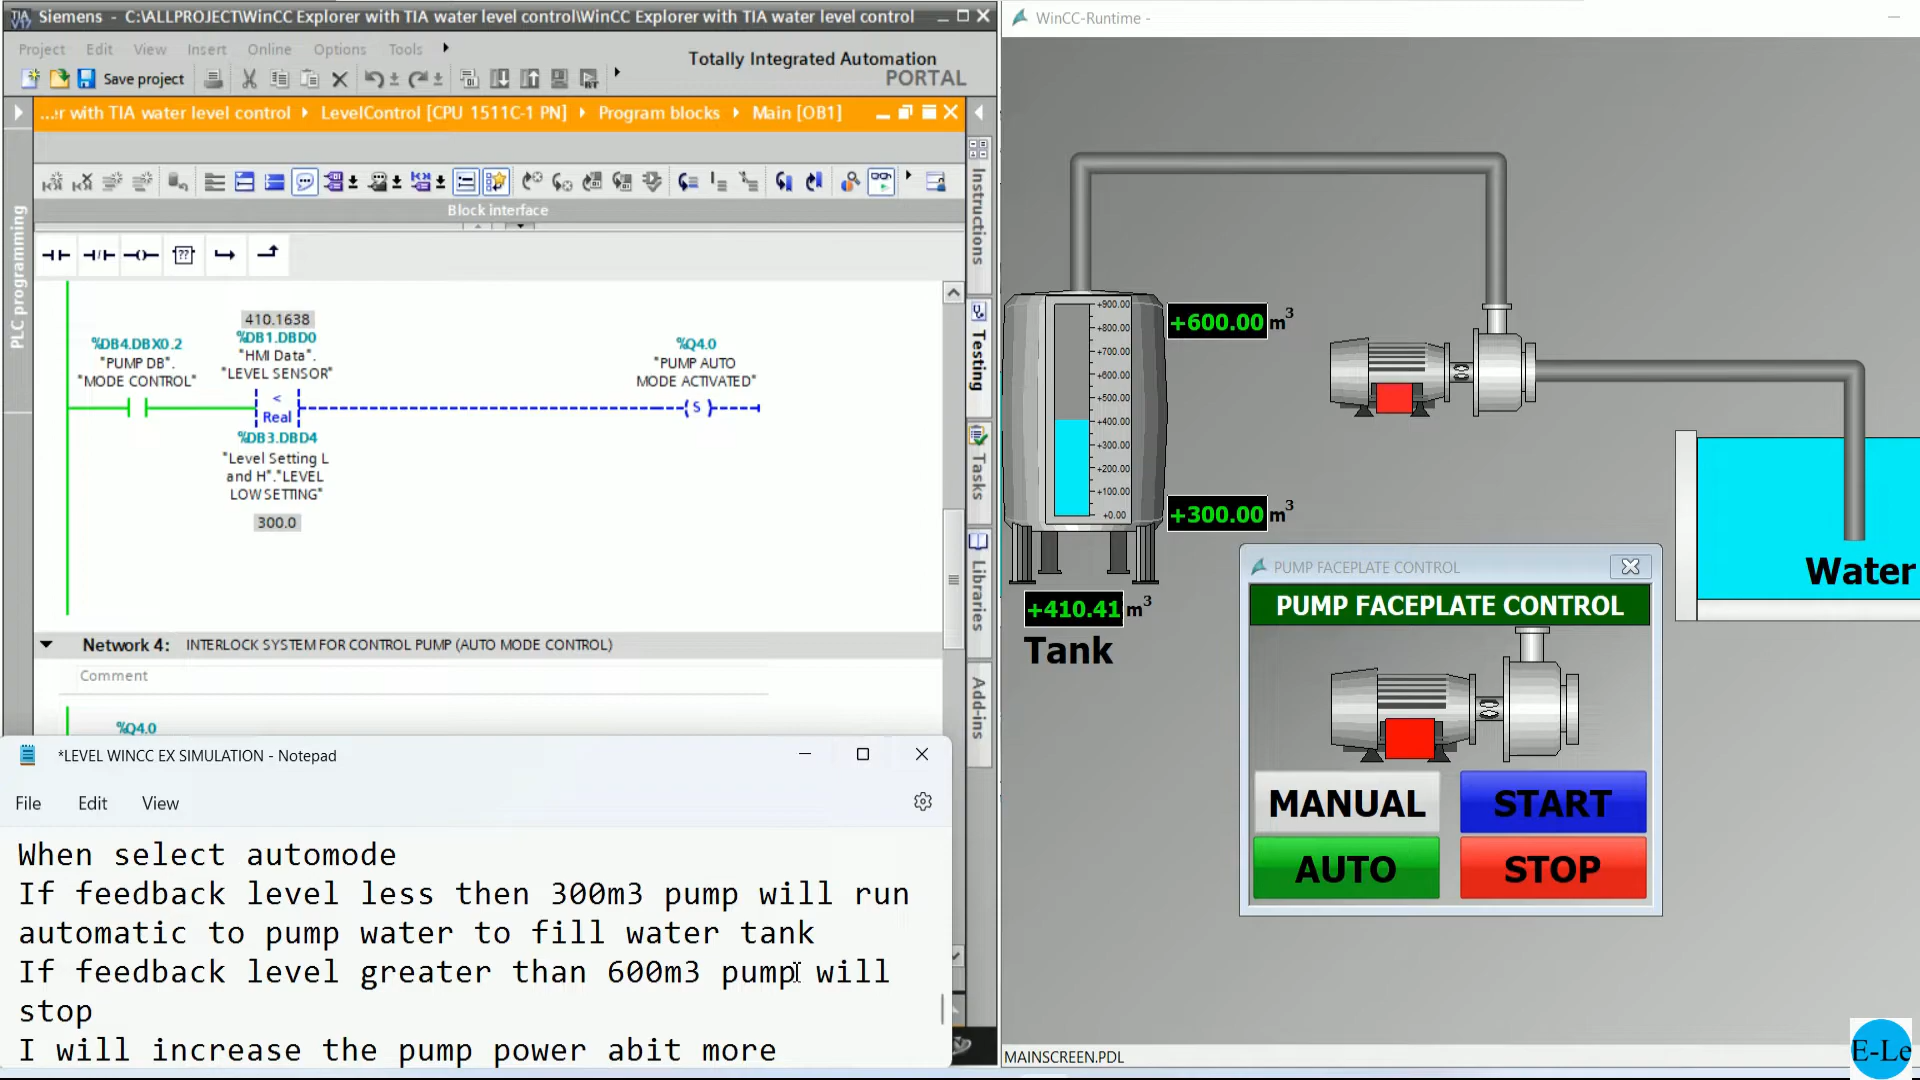 Siemens - C:\ALLPROJECT\WinCC Explorer with TIA water level control\WinCC Explorer with TIA water level control
Project Edit View Insert Online Options Tools
Totally Integrated Automation
PORTAL
Save project
...er with TIA water level control LevelControl [CPU 1511C-1 PN] Program blocks Main [OB1]
Block interface
PLC programming
Instructions
Testing
Tasks
Libraries
Add-ins
410.1638
%DB4.DBX0.2
"PUMP DB".
"MODE CONTROL"
%DB1.DBD0
"HMI Data".
"LEVEL SENSOR"
<
Real
%DB3.DBD4
"Level Setting L
and H"."LEVEL
LOW SETTING"
300.0
%Q4.0
"PUMP AUTO
MODE ACTIVATED"
S
Network 4: INTERLOCK SYSTEM FOR CONTROL PUMP (AUTO MODE CONTROL)
Comment
%Q4.0
*LEVEL WINCC EX SIMULATION - Notepad
File Edit View
When select automode
If feedback level less then 300m3 pump will run
automatic to pump water to fill water tank
If feedback level greater than 600m3 pump will
stop
I will increase the pump power abit more
WinCC-Runtime -
+900.00
+800.00
+700.00
+600.00
+500.00
+400.00
+300.00
+200.00
+100.00
+0.00
+600.00 m3
+300.00 m3
+410.41 m3
Tank
Water
PUMP FACEPLATE CONTROL
PUMP FACEPLATE CONTROL
MANUAL START
AUTO STOP
MAINSCREEN.PDL
E-Le